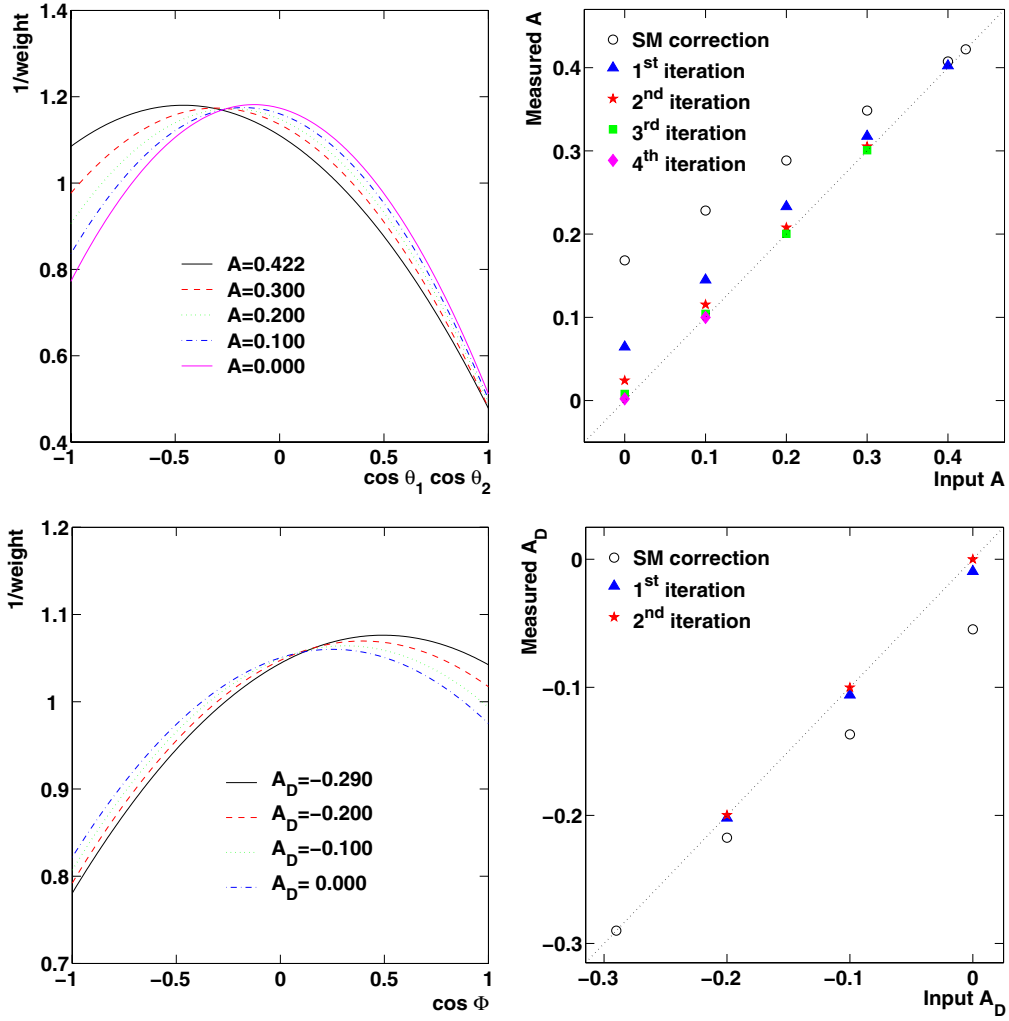 1/weight
1.4
1.2
1
0.8
0.6
0.4
A=0.422
A=0.300
A=0.200
A=0.100
A=0.000
−1 −0.5 0 0.5 1
cos θ1 cos θ2
Measured A
0.4
0.3
0.2
0.1
0
SM correction
1st iteration
2nd iteration
3rd iteration
4th iteration
0 0.1 0.2 0.3 0.4
Input A
1/weight
1.2
1.1
1
0.9
0.8
0.7
AD=−0.290
AD=−0.200
AD=−0.100
AD= 0.000
−1 −0.5 0 0.5 1
cos Φ
Measured AD
0
−0.1
−0.2
−0.3
SM correction
1st iteration
2nd iteration
−0.3 −0.2 −0.1 0
Input AD